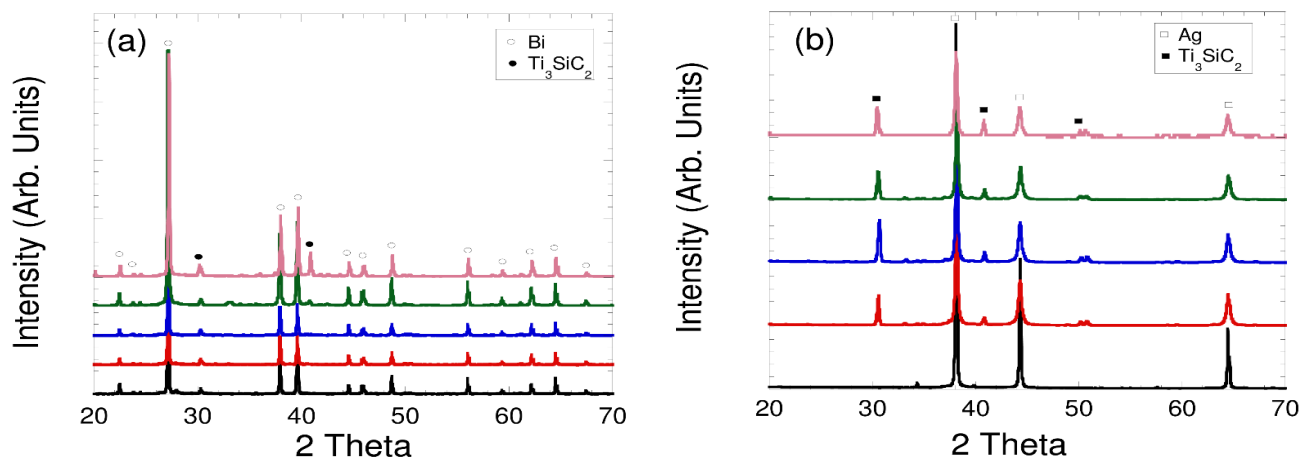 (a)
Bi
Ti3SiC2
Intensity (Arb. Units)
20 30 40 50 60 70
2 Theta
(b)
Ag
Ti3SiC2
Intensity (Arb. Units)
20 30 40 50 60 70
2 Theta